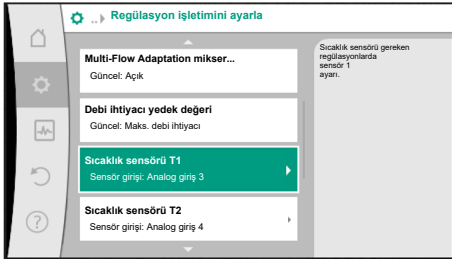 .. Regülasyon işletimini ayarla
Multi-Flow Adaptation mikser...
Güncel: Açık
Debi ihtiyacı yedek değeri
Güncel: Maks. debi ihtiyacı
Sıcaklık sensörü T1
Sensör girişi: Analog giriş 3
Sıcaklık sensörü T2
Sensör girişi: Analog giriş 4
Sıcaklık sensörü gereken
regülasyonlarda
sensör 1
ayarı.
?